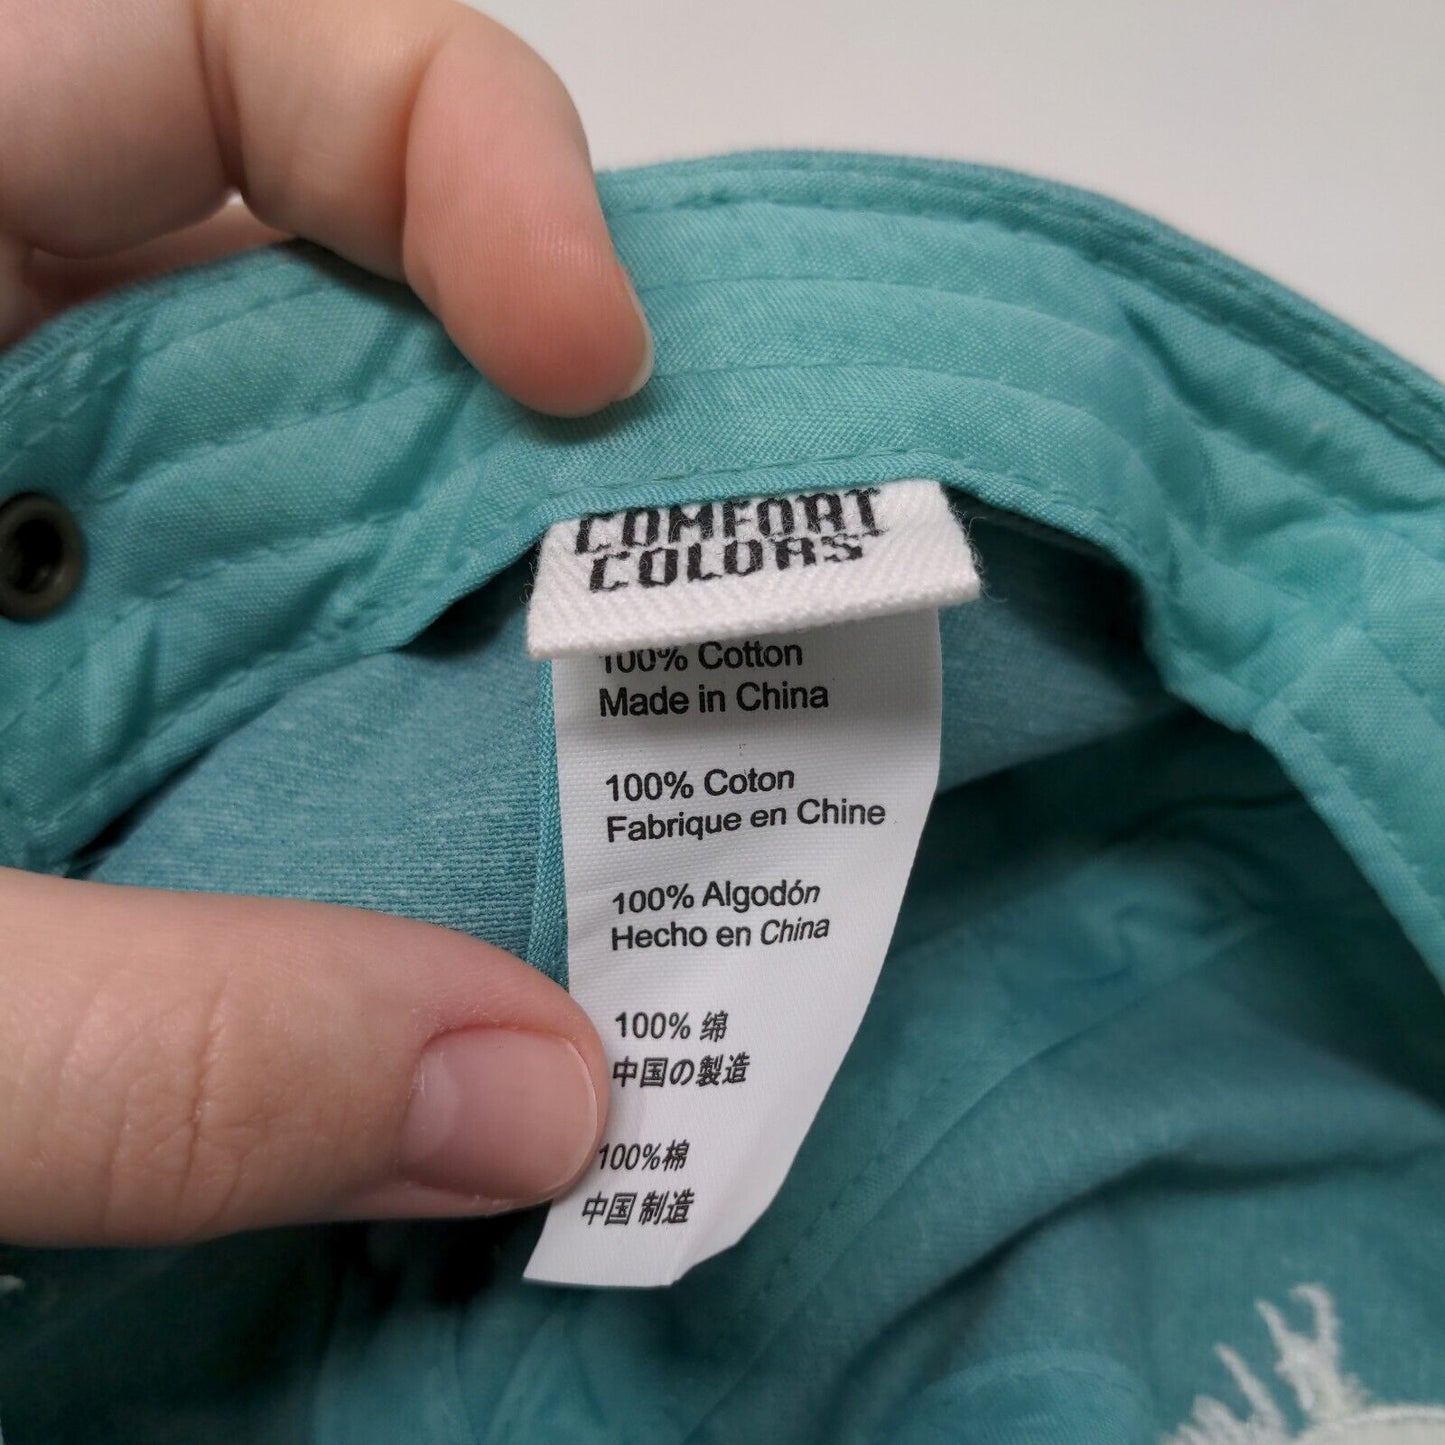 COMFORT
COLORS
100% Cotton
Made in China
100% Coton
Fabrique en Chine
100% Algodón
Hecho en China
100% 绵
中国の製造
100%棉
中国 制造